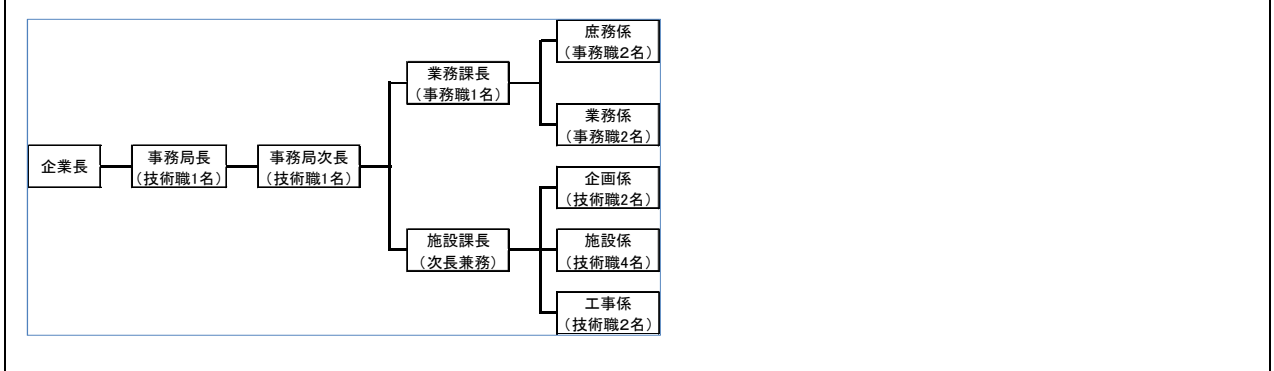 企業長
事務局長
（技術職1名）
事務局次長
（技術職1名）
業務課長
（事務職1名）
庶務係
（事務職２名）
業務係
（事務職２名）
施設課長
（次長兼務）
企画係
（技術職２名）
施設係
（技術職４名）
工事係
（技術職２名）